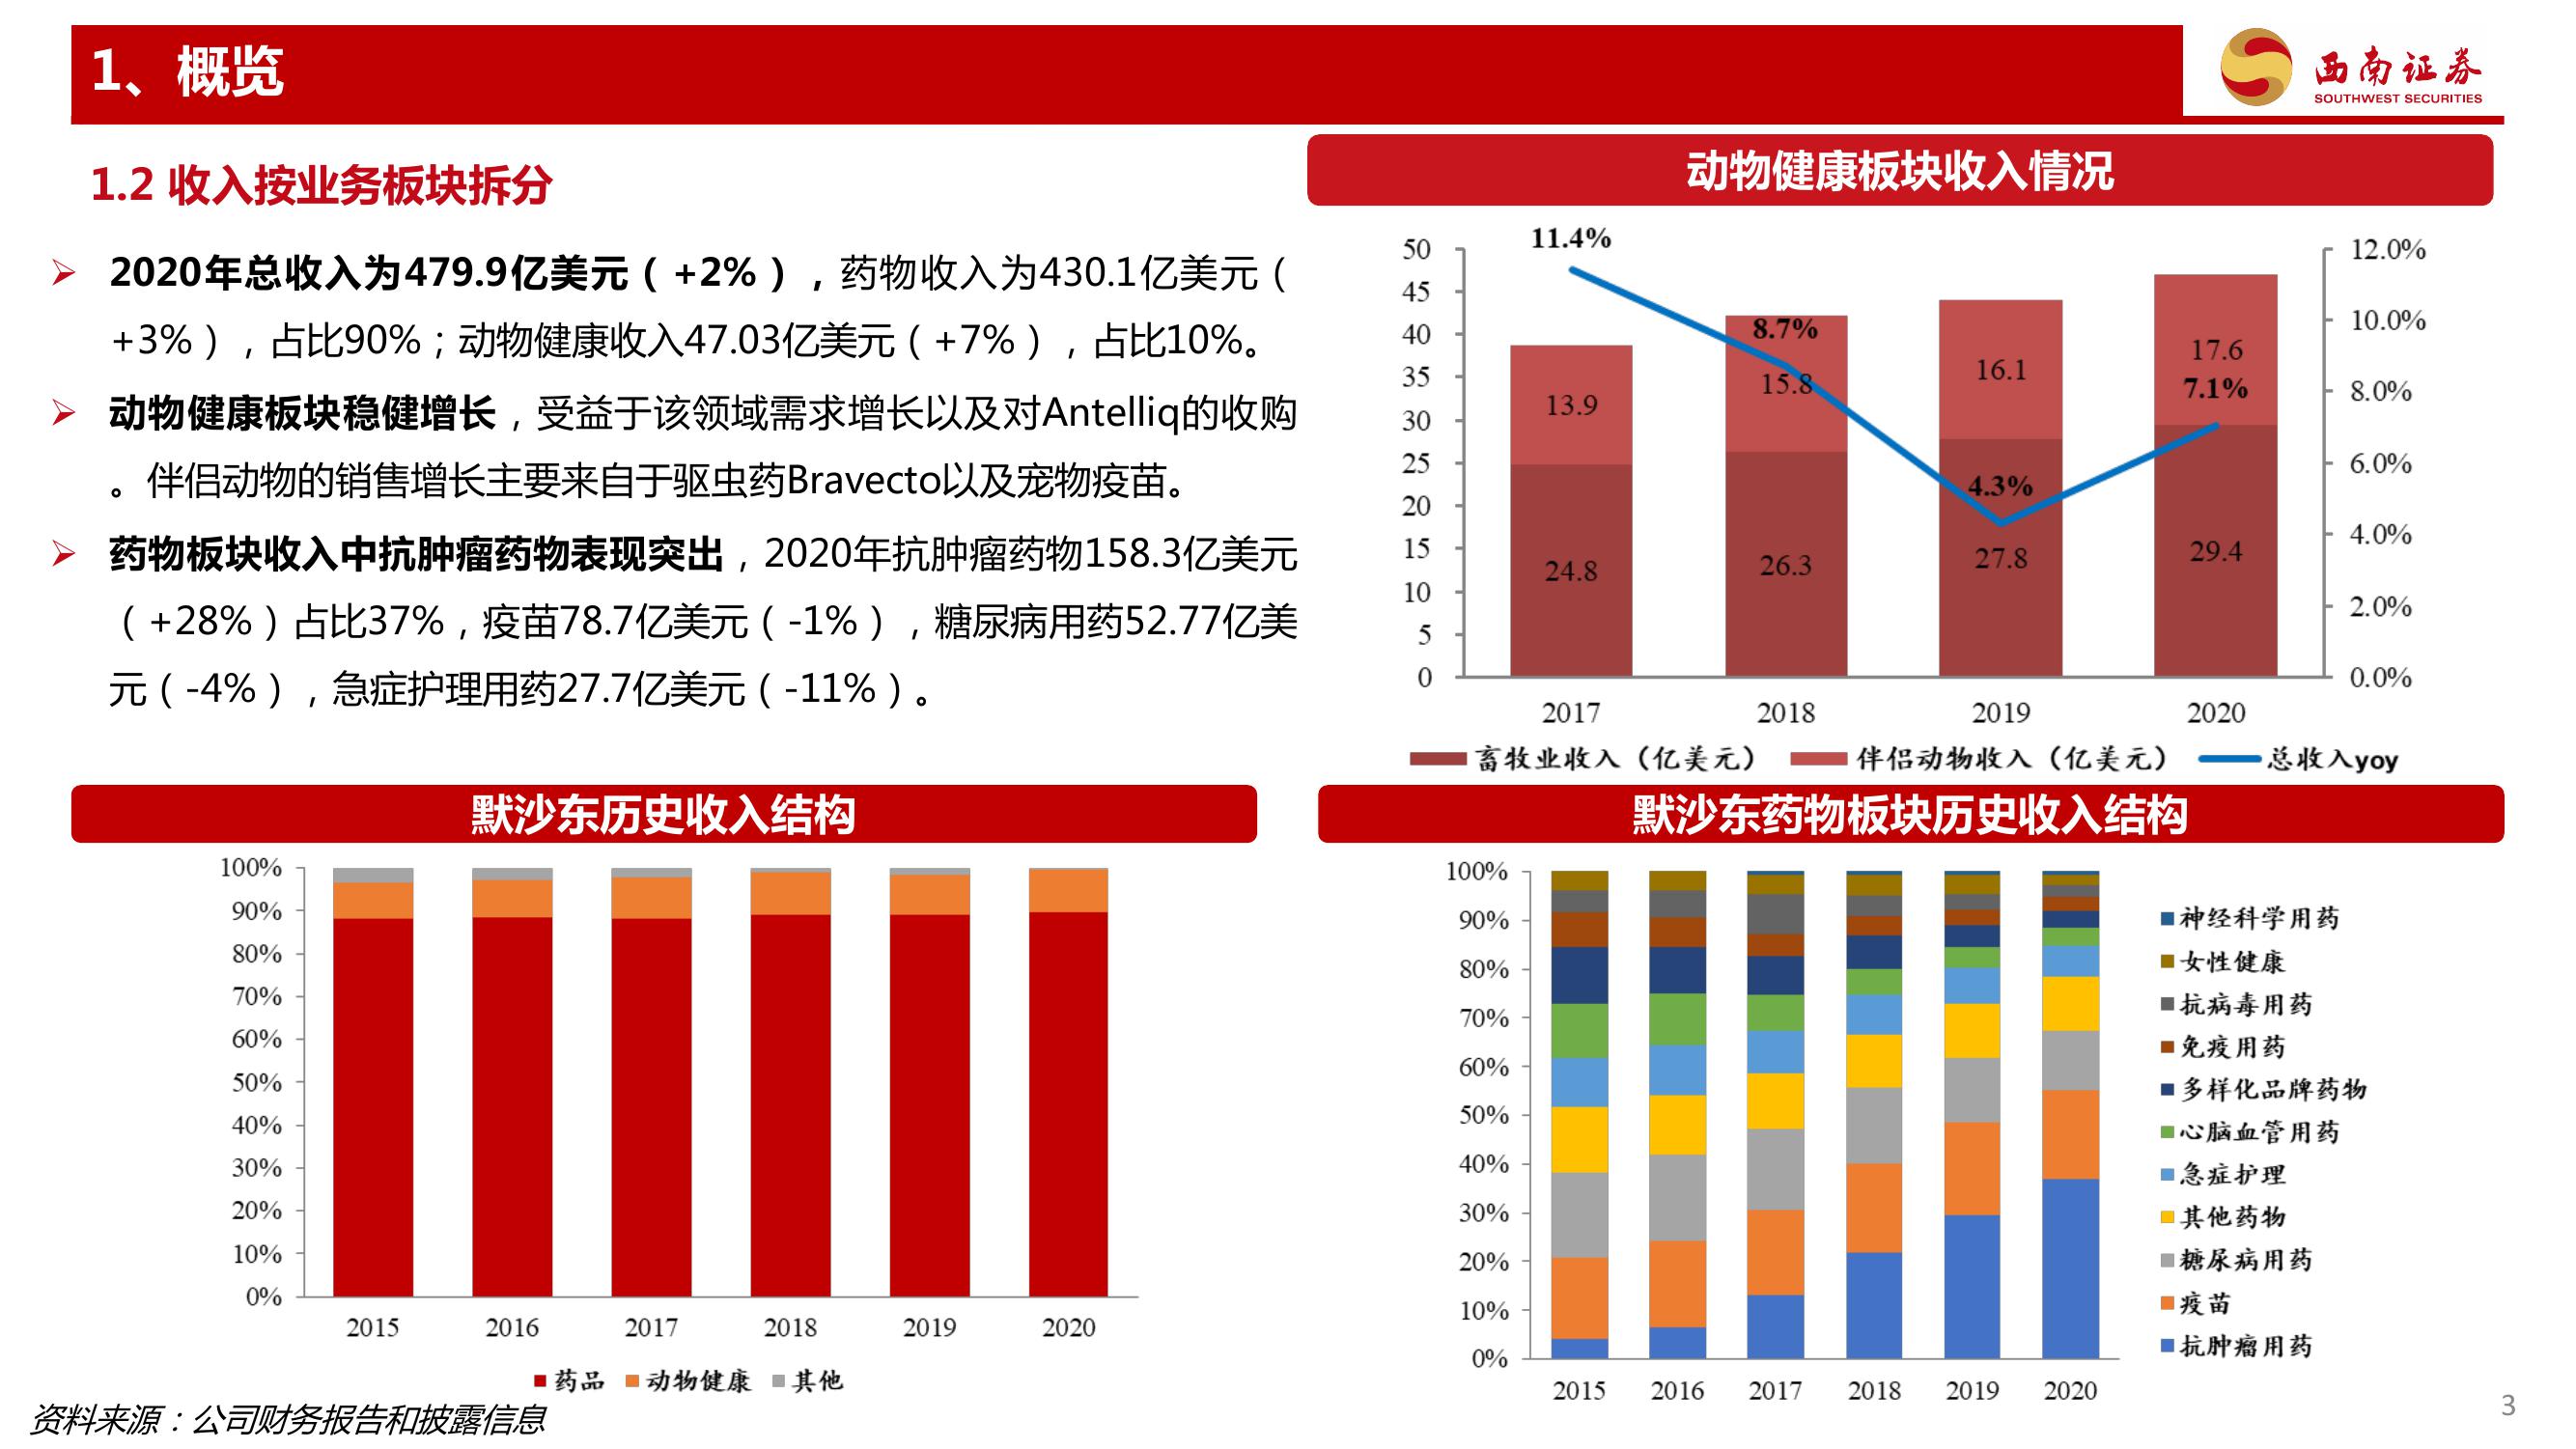 1、概览
西南证券
SOUTHWEST SECURITIES
1.2 收入按业务板块拆分
➢ 2020年总收入为479.9亿美元（+2%），药物收入为430.1亿美元（
+3%），占比90%；动物健康收入47.03亿美元（+7%），占比10%。
➢ 动物健康板块稳健增长，受益于该领域需求增长以及对Antelliq的收购
。伴侣动物的销售增长主要来自于驱虫药Bravecto以及宠物疫苗。
➢ 药物板块收入中抗肿瘤药物表现突出，2020年抗肿瘤药物158.3亿美元
（+28%）占比37%，疫苗78.7亿美元（-1%），糖尿病用药52.77亿美
元（-4%），急症护理用药27.7亿美元（-11%）。
动物健康板块收入情况
50
45
40
35
30
25
20
15
10
5
0
12.0%
10.0%
8.0%
6.0%
4.0%
2.0%
0.0%
11.4%
8.7%
4.3%
7.1%
13.9
15.8
16.1
17.6
24.8
26.3
27.8
29.4
2017 2018 2019 2020
畜牧业收入（亿美元） 伴侣动物收入（亿美元） 总收入yoy
默沙东历史收入结构
100%
90%
80%
70%
60%
50%
40%
30%
20%
10%
0%
2015 2016 2017 2018 2019 2020
药品 动物健康 其他
默沙东药物板块历史收入结构
100%
90%
80%
70%
60%
50%
40%
30%
20%
10%
0%
2015 2016 2017 2018 2019 2020
神经科学用药
女性健康
抗病毒用药
免疫用药
多样化品牌药物
心脑血管用药
急症护理
其他药物
糖尿病用药
疫苗
抗肿瘤用药
资料来源：公司财务报告和披露信息
3